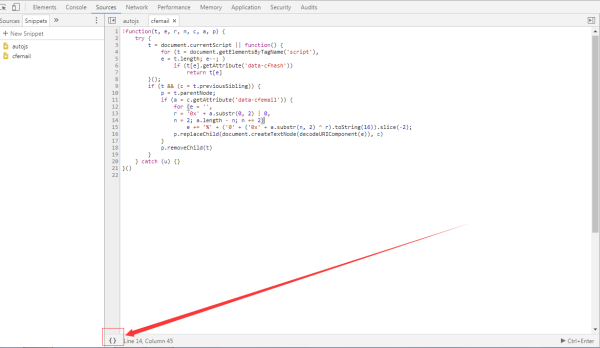 Elements Console Sources Network Performance Memory Application Security Audits
Sources Snippets » autojs cfemail ×
+ New Snippet
autojs
cfemail
1 !function(t, e, r, n, c, a, p) {
2 try {
3 t = document.currentScript || function() {
4 for (t = document.getElementsByTagName('script'),
5 e = t.length; e--; )
6 if (t[e].getAttribute('data-cfhash'))
7 return t[e]
8 }();
9 if (t && (c = t.previousSibling)) {
10 p = t.parentNode;
11 if (a = c.getAttribute('data-cfemail')) {
12 for (e = '',
13 r = '0x' + a.substr(0, 2) | 0,
14 n = 2; a.length - n; n += 2)
15 e += '%' + ('0' + ('0x' + a.substr(n, 2) ^ r).toString(16)).slice(-2);
16 p.replaceChild(document.createTextNode(decodeURIComponent(e)), c)
17 }
18 p.removeChild(t)
19 }
20 } catch (u) {}
21 }()
22
{} Line 14, Column 45 Ctrl+Enter